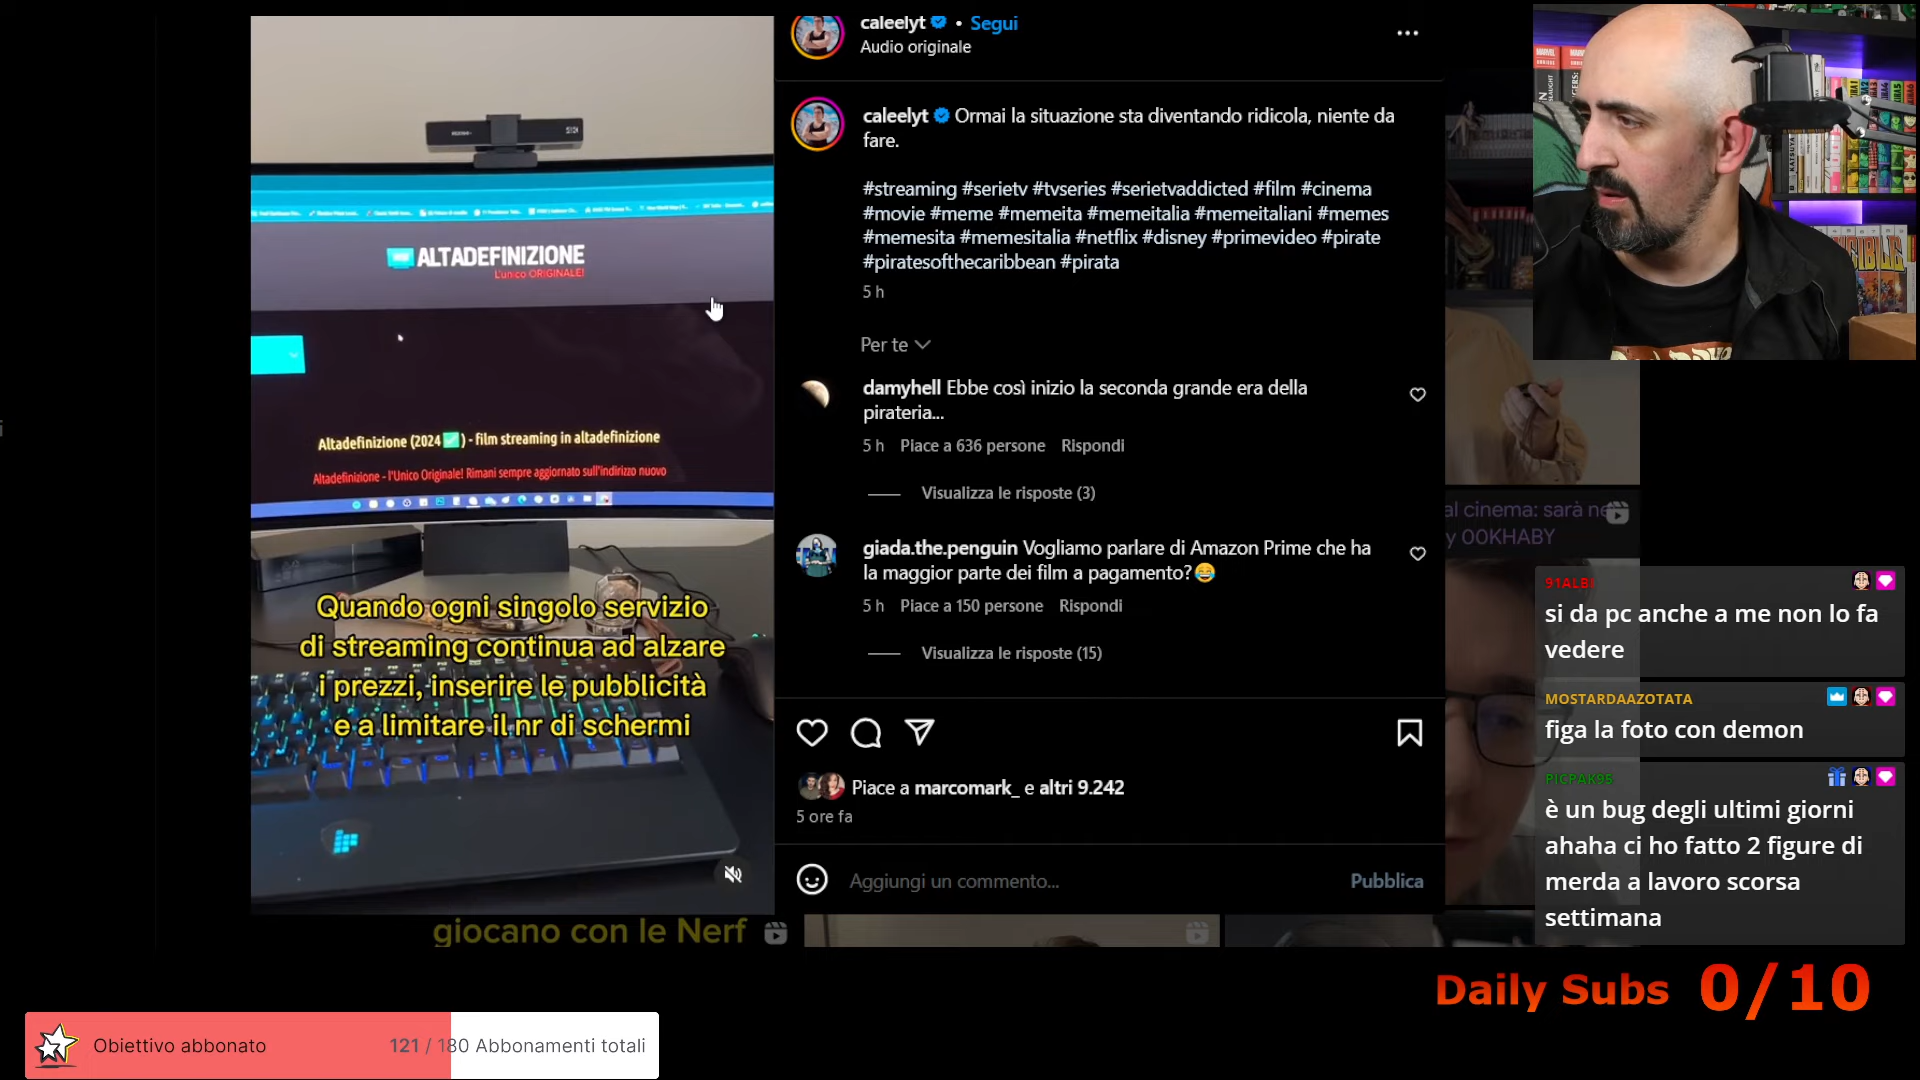 caleelyt • Segui
Audio originale
caleelyt Ormai la situazione sta diventando ridicola, niente da
fare.
#streaming #serietv #tvseries #serietvaddicted #film #cinema
#movie #meme #memeita #memeitalia #memeitaliani #memes
#memesita #memesitalia #netflix #disney #primevideo #pirate
#piratesofthecaribbean #pirata
5 h
Per te
damyhell Ebbe così inizio la seconda grande era della
pirateria...
5 h Piace a 636 persone Rispondi
Visualizza le risposte (3)
giada.the.penguin Vogliamo parlare di Amazon Prime che ha
la maggior parte dei film a pagamento?😂
5 h Piace a 150 persone Rispondi
Visualizza le risposte (15)
Piace a marcomark_ e altri 9.242
5 ore fa
Aggiungi un commento...
Pubblica
ALTADEFINIZIONE
L'unico ORIGINALE!
Altadefinizione (2024 ✅) - film streaming in altadefinizione
Altadefinizione - l'Unico Originale! Rimani sempre aggiornato sull'indirizzo nuovo
Quando ogni singolo servizio
di streaming continua ad alzare
i prezzi, inserire le pubblicità
e a limitare il nr di schermi
giocano con le Nerf
al cinema: sarà ne
y 00KHABY
91ALBI
si da pc anche a me non lo fa
vedere
MOSTARDAAZOTATA
figa la foto con demon
PIGPAK95
è un bug degli ultimi giorni
ahaha ci ho fatto 2 figure di
merda a lavoro scorsa
settimana
Daily Subs 0/10
Obiettivo abbonato
121 / 180 Abbonamenti totali
MARVEL
INVINCIBLE